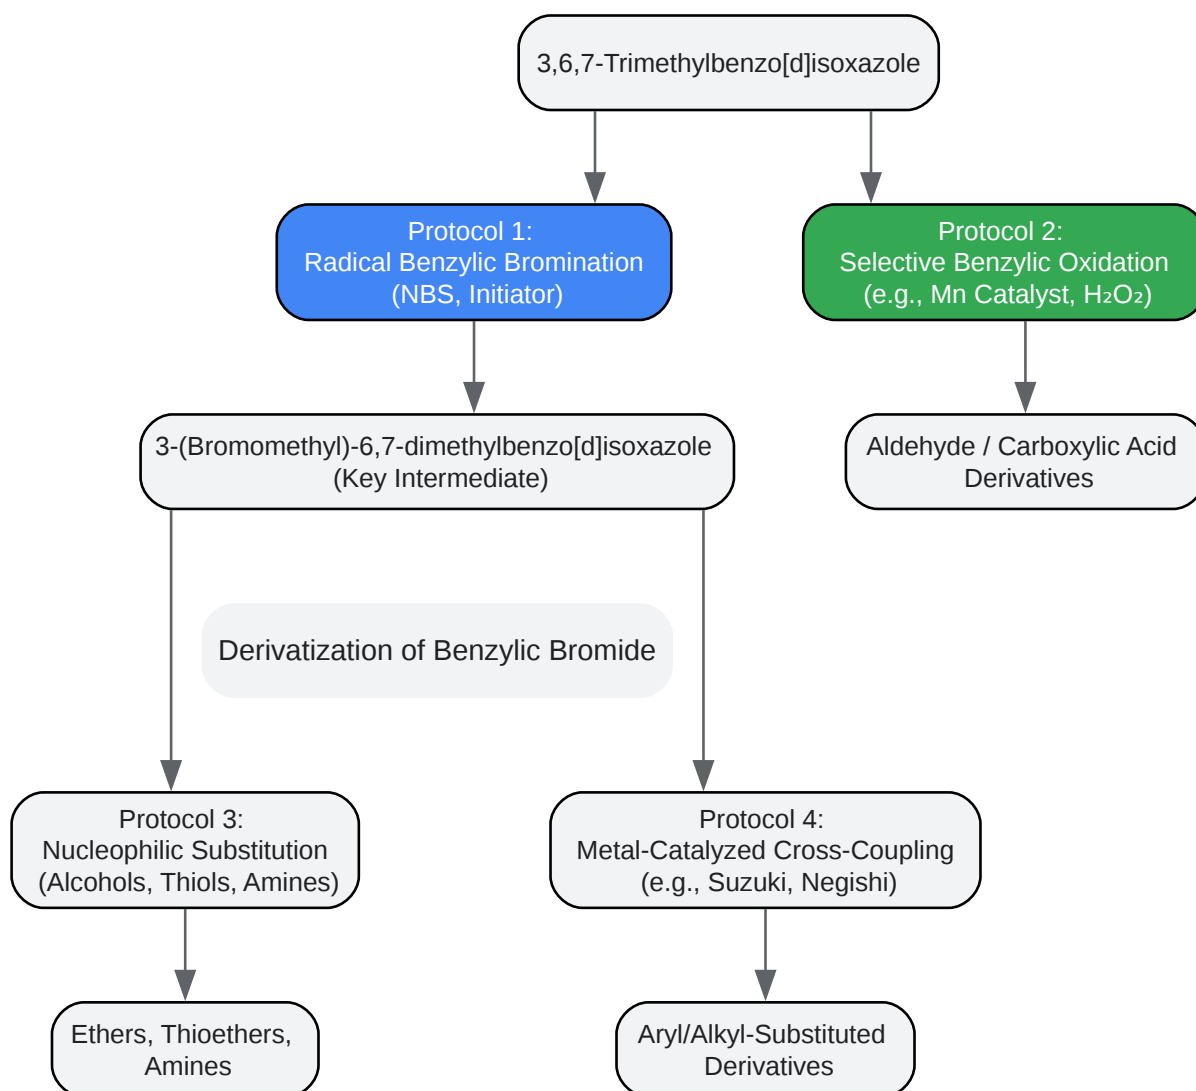 3,6,7-Trimethylbenzo[d]isoxazole
Protocol 1:
Radical Benzylic Bromination
(NBS, Initiator)
Protocol 2:
Selective Benzylic Oxidation
(e.g., Mn Catalyst, H₂O₂)
3-(Bromomethyl)-6,7-dimethylbenzo[d]isoxazole
(Key Intermediate)
Aldehyde / Carboxylic Acid
Derivatives
Derivatization of Benzylic Bromide
Protocol 3:
Nucleophilic Substitution
(Alcohols, Thiols, Amines)
Protocol 4:
Metal-Catalyzed Cross-Coupling
(e.g., Suzuki, Negishi)
Ethers, Thioethers,
Amines
Aryl/Alkyl-Substituted
Derivatives